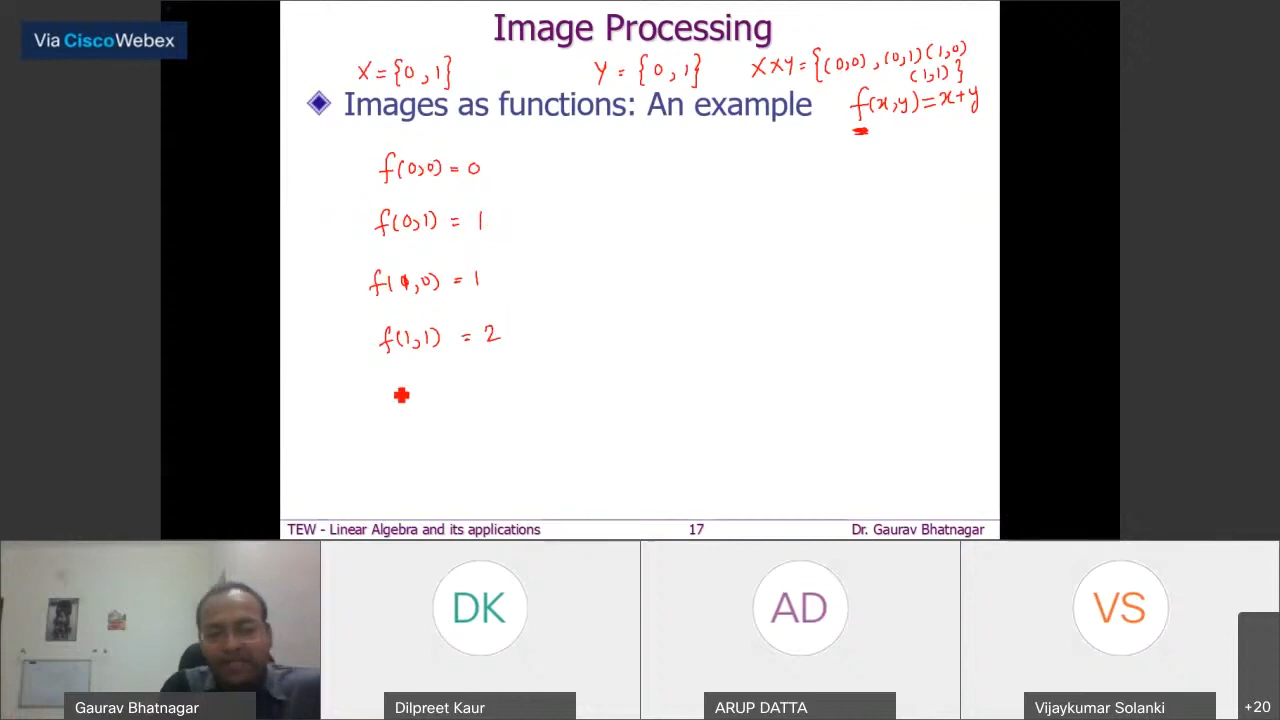 Via Cisco Webex
Image Processing
X = {0, 1} Y = {0, 1} X X Y = {(0,0), (0,1) (1,0)
(1,1)}
Images as functions: An example f(x,y) = x+y
f(0,0) = 0
f(0,1) = 1
f(1,0) = 1
f(1,1) = 2
TEW - Linear Algebra and its applications 17 Dr. Gaurav Bhatnagar
DK AD VS
Gaurav Bhatnagar Dilpreet Kaur ARUP DATTA Vijaykumar Solanki +20